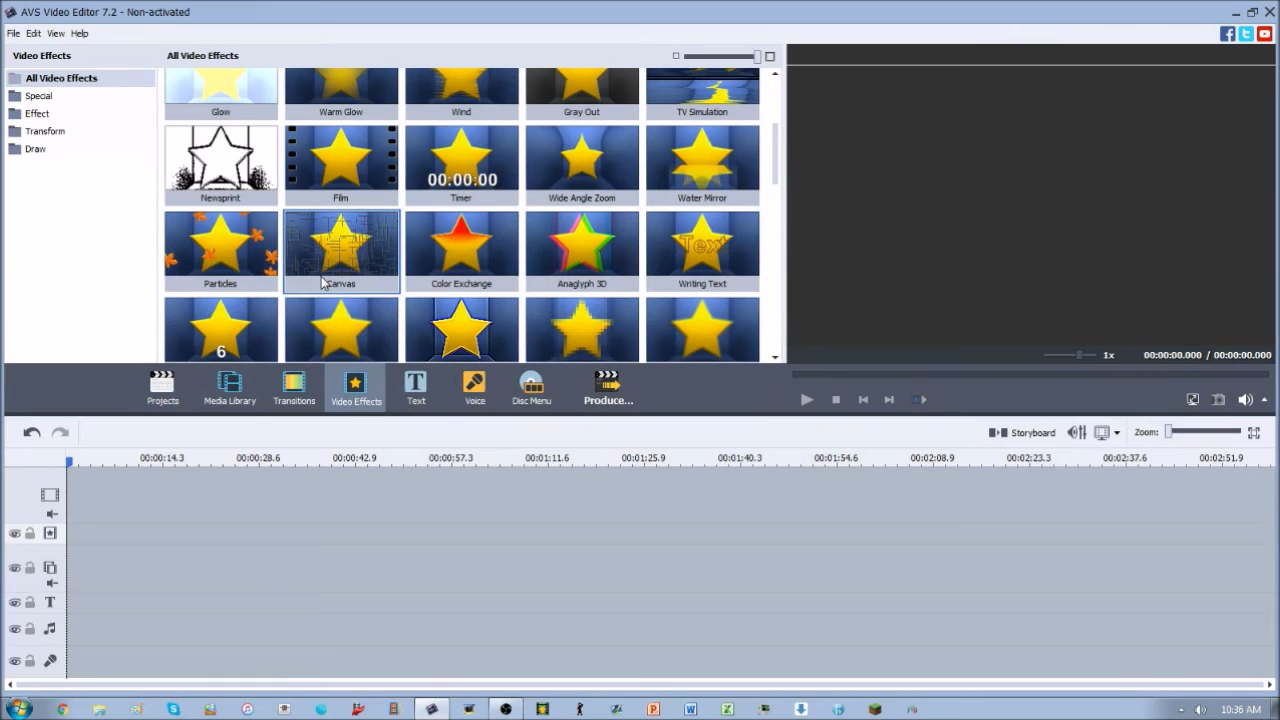 AVS Video Editor 7.2 - Non-activated
File Edit View Help
Video Effects
All Video Effects
All Video Effects
Special
Effect
Transform
Draw
Glow Warm Glow Wind Gray Out TV Simulation
00:00:00
Newsprint Film Timer Wide Angle Zoom Water Mirror
Text
Particles Canvas Color Exchange Anaglyph 3D Writing Text
6
1x 00:00:00.000 / 00:00:00.000
Projects Media Library Transitions Video Effects Text Voice Disc Menu Produce...
Storyboard Zoom:
00:00:14.3 00:00:28.6 00:00:42.9 00:00:57.3 00:01:11.6 00:01:25.9 00:01:40.3 00:01:54.6 00:02:08.9 00:02:23.3 00:02:37.6 00:02:51.9
T
10:36 AM